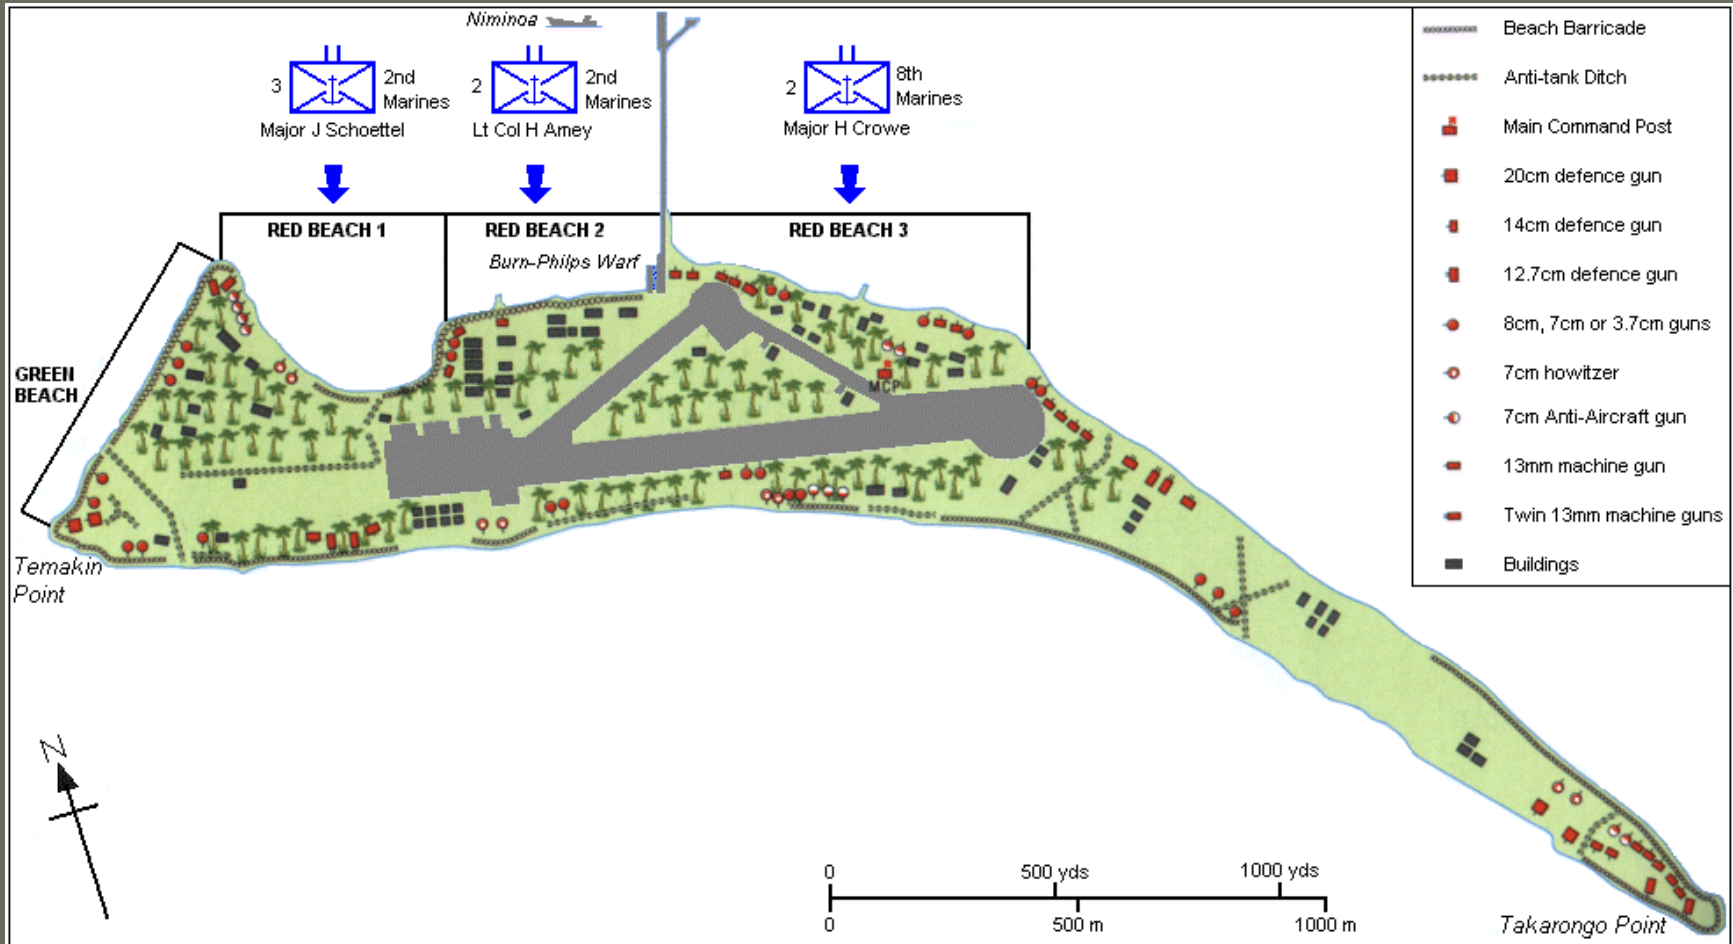 Niminoa
3
2nd
Marines
Major J Schoettel
2
2nd
Marines
Lt Col H Amey
2
8th
Marines
Major H Crowe
RED BEACH 1
RED BEACH 2
RED BEACH 3
Burn-Philps Warf
GREEN
BEACH
MCP
Temakin
Point
N
0
500 yds
1000 yds
0
500 m
1000 m
Takarongo Point
Beach Barricade
Anti-tank Ditch
Main Command Post
20cm defence gun
14cm defence gun
12.7cm defence gun
8cm, 7cm or 3.7cm guns
7cm howitzer
7cm Anti-Aircraft gun
13mm machine gun
Twin 13mm machine guns
Buildings